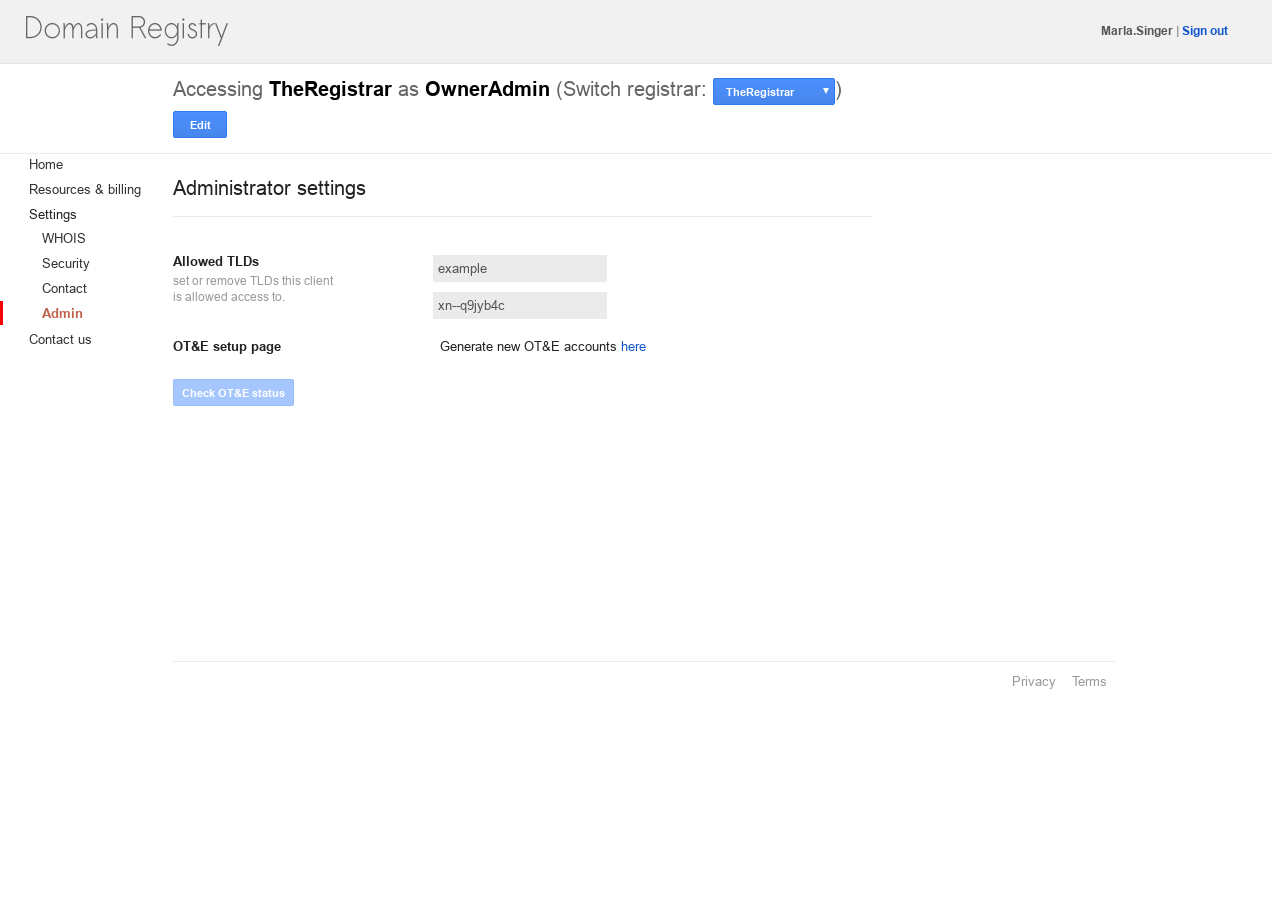 Domain Registry
Marla.Singer | Sign out
Accessing TheRegistrar as OwnerAdmin (Switch registrar: TheRegistrar ▼)
Edit
Home
Resources & billing
Settings
WHOIS
Security
Contact
Admin
Contact us
Administrator settings
Allowed TLDs
set or remove TLDs this client
is allowed access to.
example
xn--q9jyb4c
OT&E setup page
Generate new OT&E accounts here
Check OT&E status
Privacy Terms